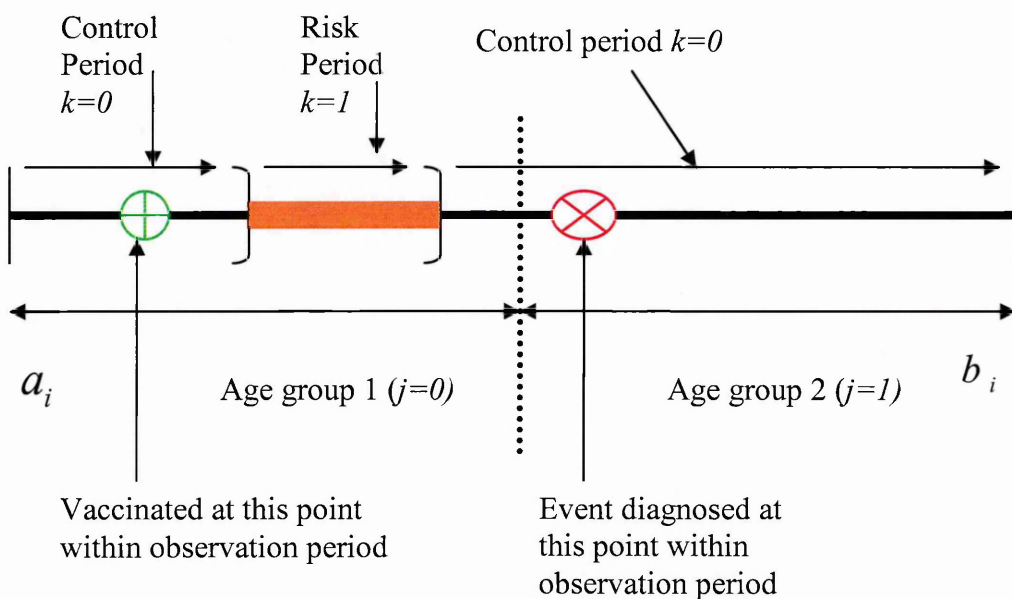 Control
Period
k=0
Risk
Period
k=1
Control period k=0
a i
Age group 1 (j=0)
Age group 2 (j=1)
b i
Vaccinated at this point
within observation period
Event diagnosed at
this point within
observation period